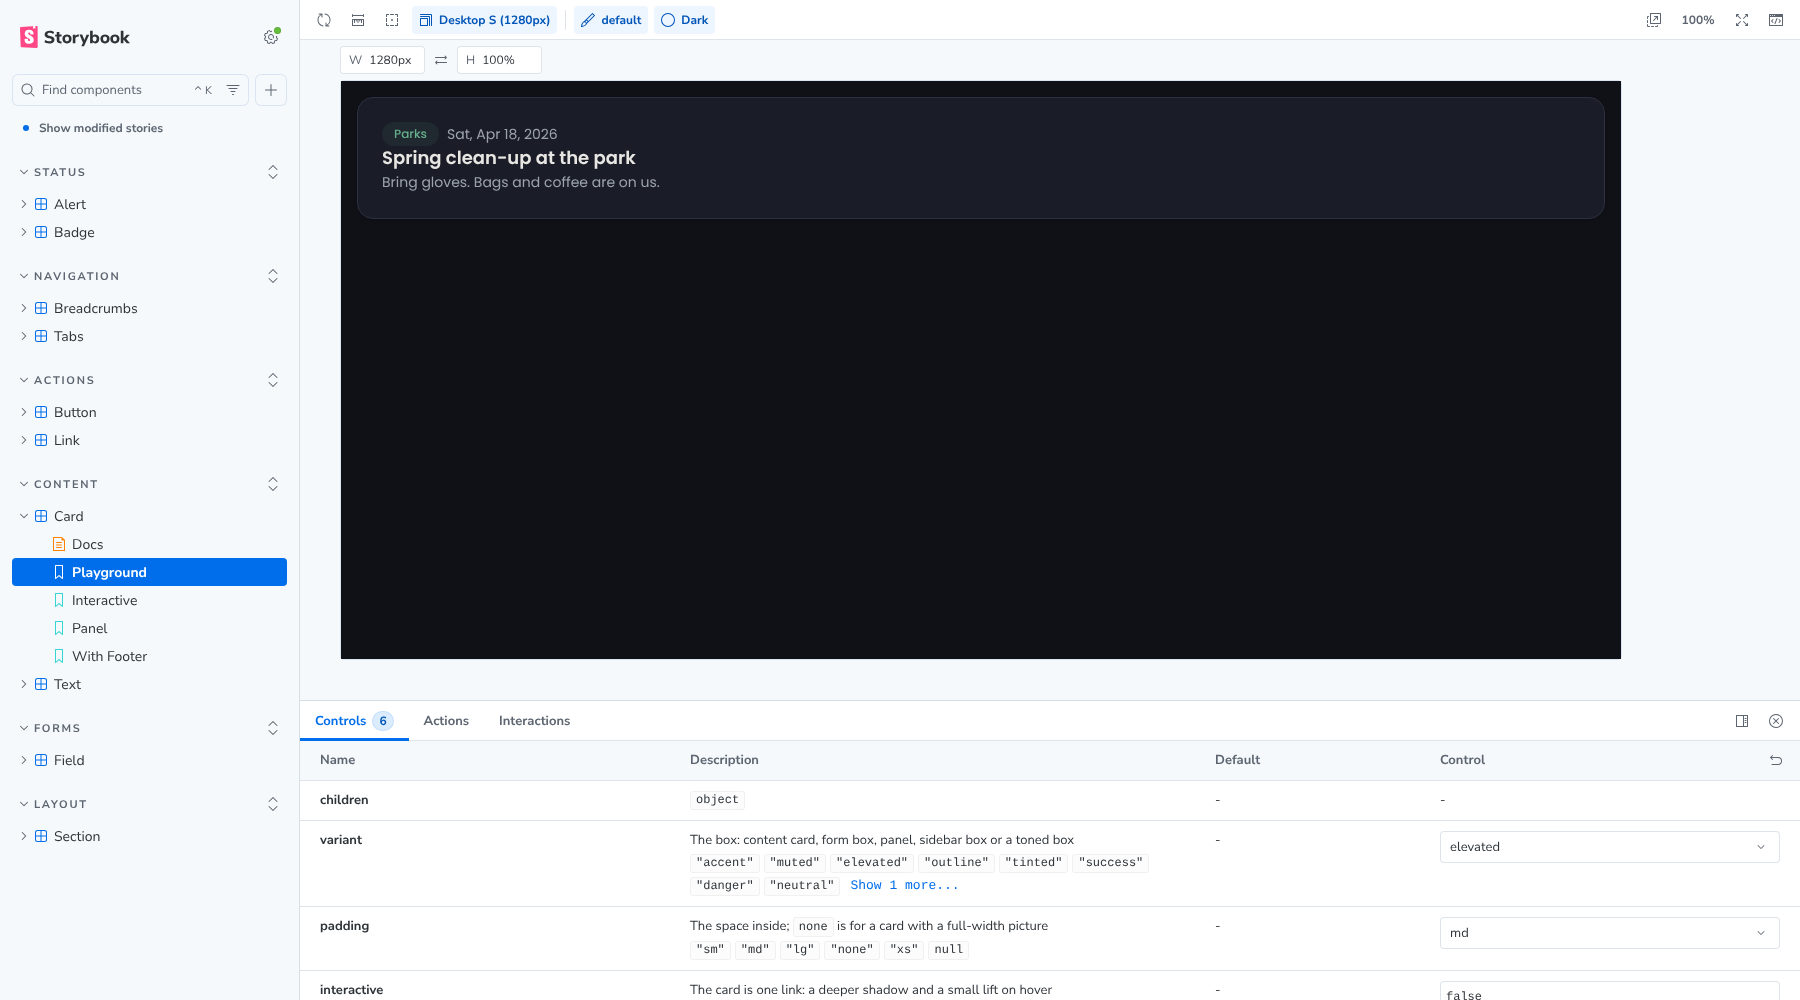 Storybook
Find components
^ K
Show modified stories
STATUS
Alert
Badge
NAVIGATION
Breadcrumbs
Tabs
ACTIONS
Button
Link
CONTENT
Card
Docs
Playground
Interactive
Panel
With Footer
Text
FORMS
Field
LAYOUT
Section
Desktop S (1280px)
default
Dark
100%
W 1280px
H 100%
Parks Sat, Apr 18, 2026
Spring clean-up at the park
Bring gloves. Bags and coffee are on us.
Controls 6
Actions
Interactions
Name Description Default Control
children object - -
variant The box: content card, form box, panel, sidebar box or a toned box - elevated
"accent" "muted" "elevated" "outline" "tinted" "success"
"danger" "neutral" Show 1 more...
padding The space inside; none is for a card with a full-width picture - md
"sm" "md" "lg" "none" "xs" null
interactive The card is one link: a deeper shadow and a small lift on hover - false